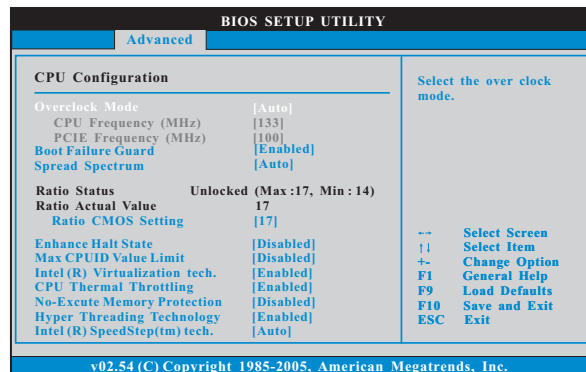 BIOS SETUP UTILITY
Advanced
CPU Configuration
Overclock Mode [Auto]
CPU Frequency (MHz) [133]
PCIE Frequency (MHz) [100]
Boot Failure Guard [Enabled]
Spread Spectrum [Auto]
Ratio Status Unlocked (Max :17, Min : 14)
Ratio Actual Value 17
Ratio CMOS Setting [17]
Enhance Halt State [Disabled]
Max CPUID Value Limit [Disabled]
Intel (R) Virtualization tech. [Enabled]
CPU Thermal Throttling [Enabled]
No-Excute Memory Protection [Disabled]
Hyper Threading Technology [Enabled]
Intel (R) SpeedStep(tm) tech. [Auto]
Select the over clock
mode.
←→ Select Screen
↑↓ Select Item
+- Change Option
F1 General Help
F9 Load Defaults
F10 Save and Exit
ESC Exit
v02.54 (C) Copyright 1985-2005, American Megatrends, Inc.